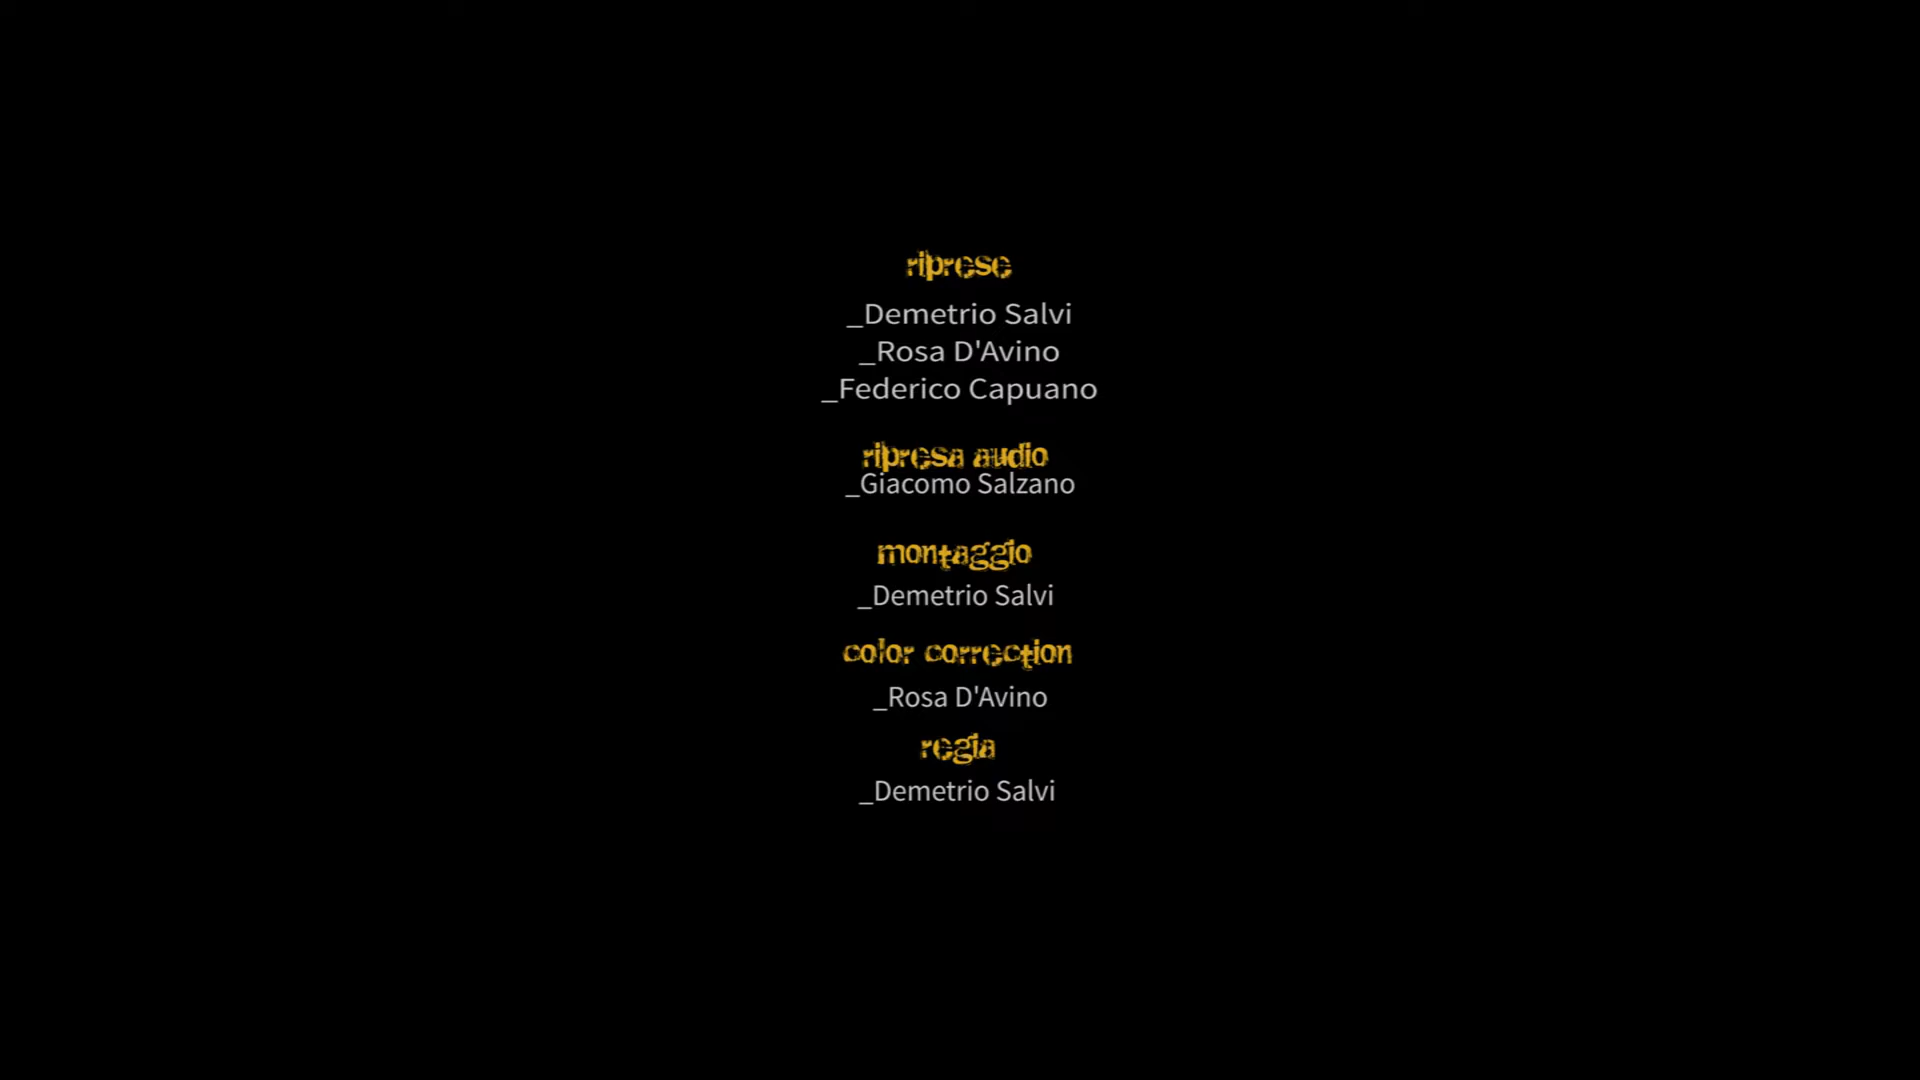 riprese
_Demetrio Salvi
_Rosa D'Avino
_Federico Capuano
ripresa audio
_Giacomo Salzano
montaggio
_Demetrio Salvi
color correction
_Rosa D'Avino
regia
_Demetrio Salvi